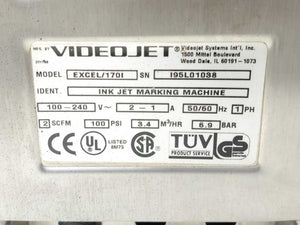 MFG. BY VIDEOJET® Videojet Systems Int'l, Inc.
1500 Mittel Boulevard
Wood Dale, IL 60191-1073
MODEL EXCEL/170I SN I95L01038
IDENT. INK JET MARKING MACHINE
100-240 V~ 2-1 A 50/60 Hz 1 PH
2 SCFM 100 PSI 3.4 M³/HR 6.9 BAR
CE UL LISTED SA TÜV GS
PRODUCT SERVICE